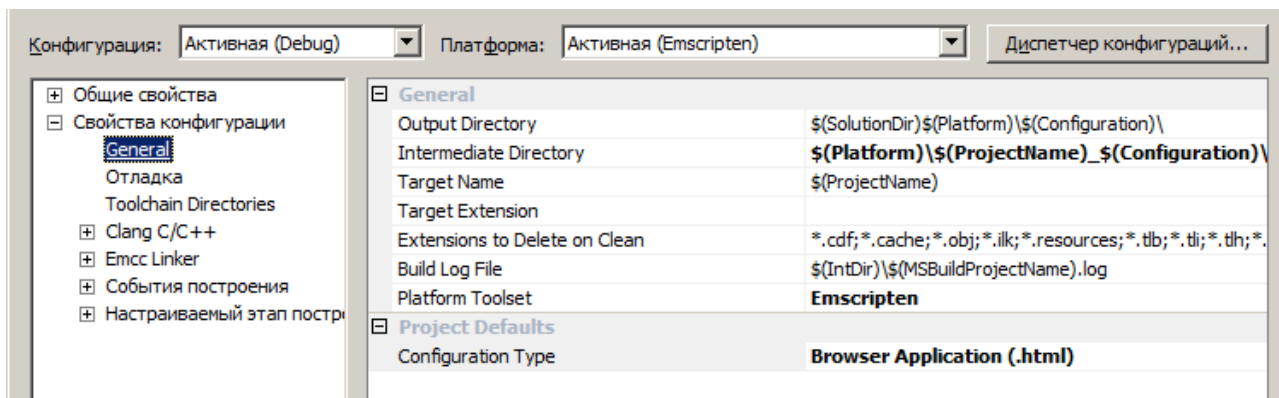 Конфигурация: Активная (Debug) Платформа: Активная (Emscripten) Диспетчер конфигураций...
Общие свойства
Свойства конфигурации
General
Отладка
Toolchain Directories
Clang C/C++
Emcc Linker
События построения
Настраиваемый этап постро
General
Output Directory $(SolutionDir)$(Platform)\$(Configuration)\
Intermediate Directory $(Platform)\$(ProjectName)_$(Configuration)\
Target Name $(ProjectName)
Target Extension
Extensions to Delete on Clean *.cdf;*.cache;*.obj;*.ilk;*.resources;*.tlb;*.tli;*.tlh;*.
Build Log File $(IntDir)\$(MSBuildProjectName).log
Platform Toolset Emscripten
Project Defaults
Configuration Type Browser Application (.html)